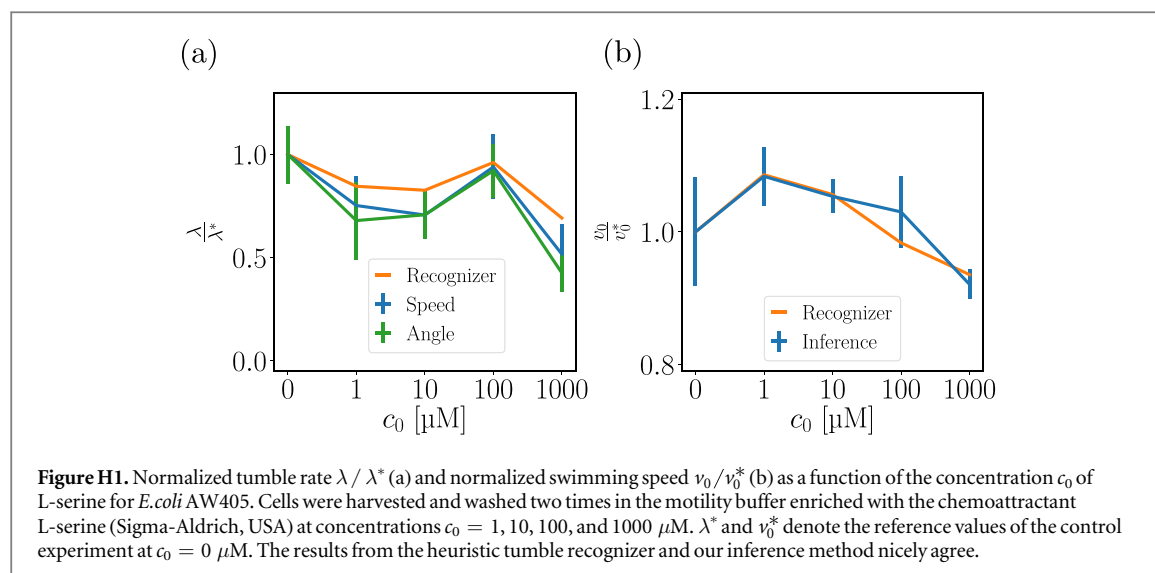 (a)
1.0
0.5
0.0
λ/λ*
Recognizer
Speed
Angle
0 1 10 100 1000
c₀ [μM]
(b)
1.2
1.0
0.8
v₀/v₀*
Recognizer
Inference
0 1 10 100 1000
c₀ [μM]
Figure H1. Normalized tumble rate λ / λ* (a) and normalized swimming speed v₀/v₀* (b) as a function of the concentration c₀ of
L-serine for E.coli AW405. Cells were harvested and washed two times in the motility buffer enriched with the chemoattractant
L-serine (Sigma-Aldrich, USA) at concentrations c₀ = 1, 10, 100, and 1000 μM. λ* and v₀* denote the reference values of the control
experiment at c₀ = 0 μM. The results from the heuristic tumble recognizer and our inference method nicely agree.